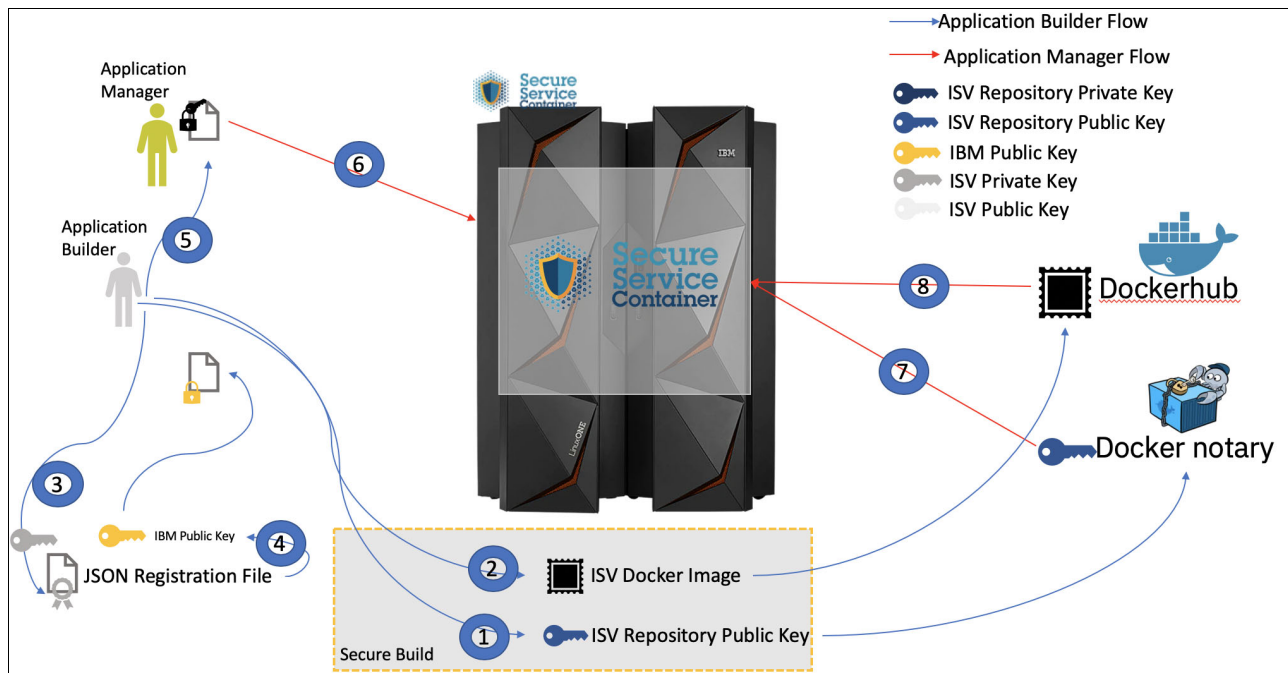 Application Builder Flow
Application Manager Flow
ISV Repository Private Key
ISV Repository Public Key
IBM Public Key
ISV Private Key
ISV Public Key
Application
Manager
Secure
Service
Container
IBM
6
5
Application
Builder
Secure
Service
Container
8
Dockerhub
7
Docker notary
LinuxONE
3
IBM Public Key
4
JSON Registration File
2
ISV Docker Image
1
ISV Repository Public Key
Secure Build